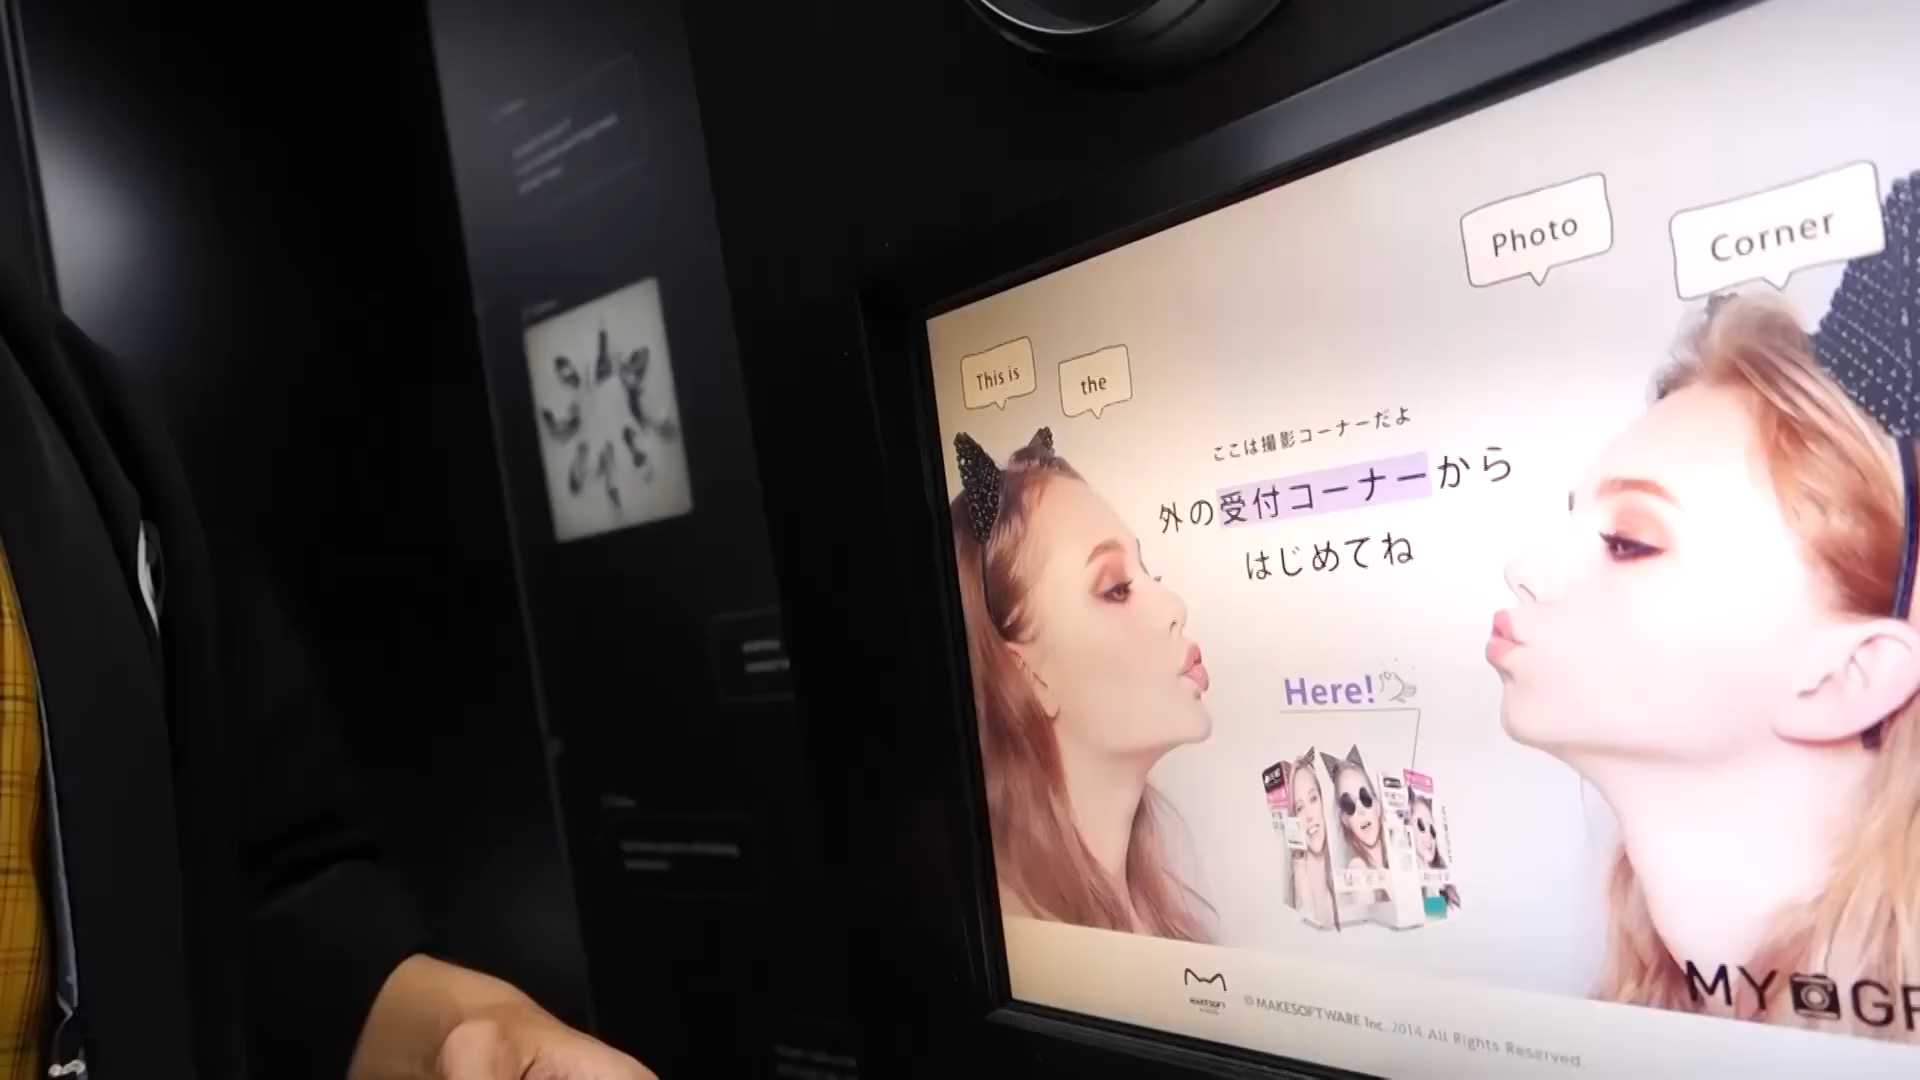 This is
the
Photo
Corner
ここは撮影コーナーだよ
外の受付コーナーから
はじめてね
Here!
© MAKESOFTWARE Inc. 2014 All Rights Reserved.
MY GR